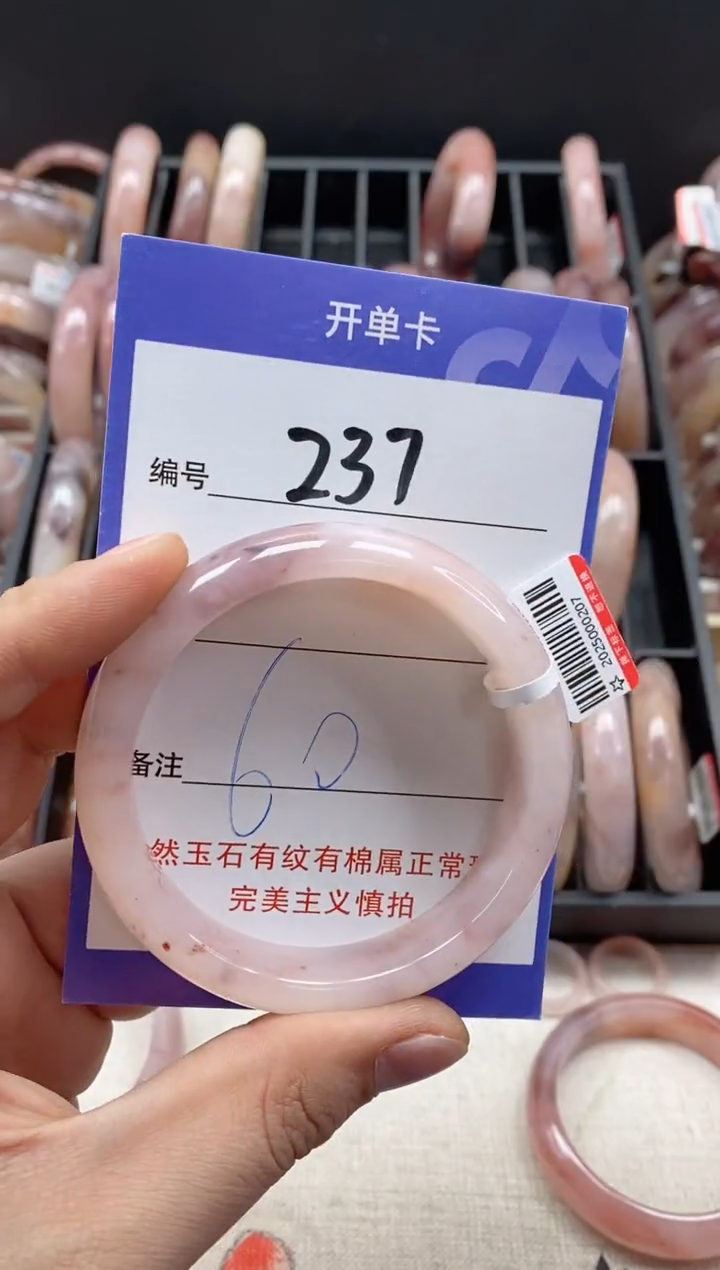 开单卡
编号 237
备注 60
然玉石有纹有棉属正常
完美主义慎拍
2025000207